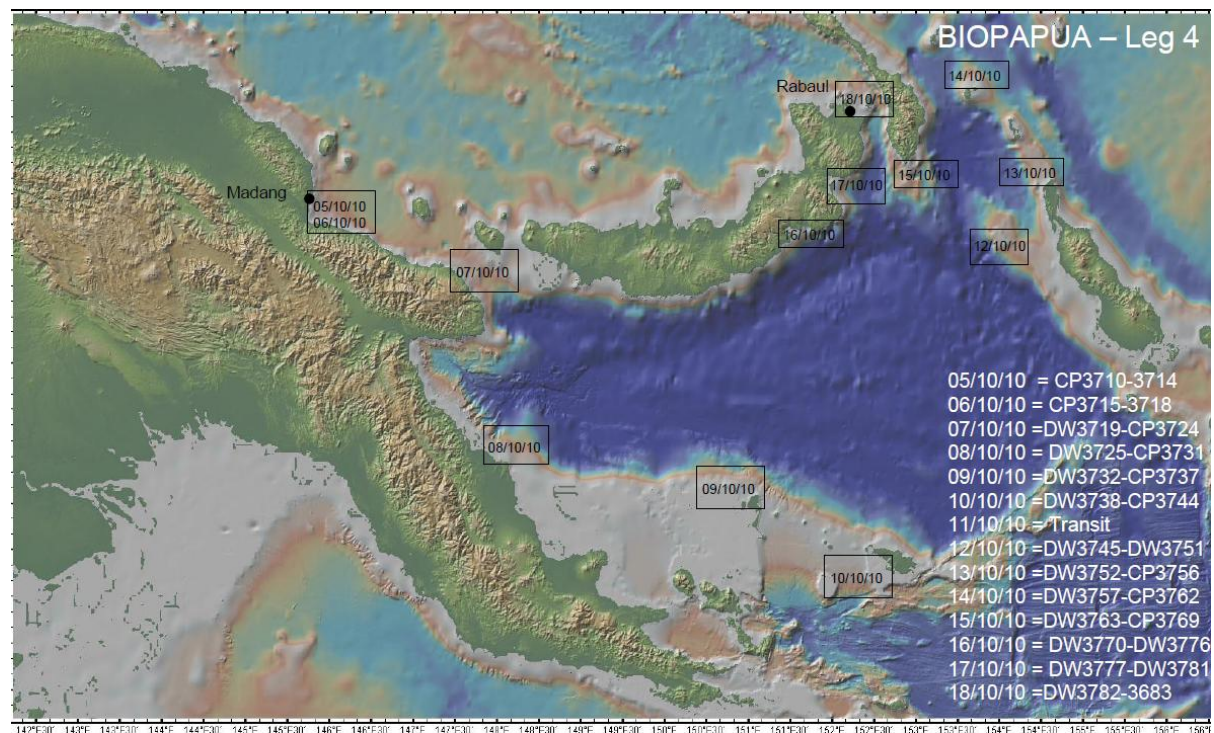 BIOPAPUA – Leg 4
14/10/10
Rabaul
18/10/10
Madang
05/10/10
06/10/10
17/10/10
15/10/10
13/10/10
16/10/10
12/10/10
07/10/10
08/10/10
09/10/10
10/10/10
05/10/10 = CP3710-3714
06/10/10 = CP3715-3718
07/10/10 =DW3719-CP3724
08/10/10 = DW3725-CP3731
09/10/10 =DW3732-CP3737
10/10/10 =DW3738-CP3744
11/10/10 = Transit
12/10/10 =DW3745-DW3751
13/10/10 =DW3752-CP3756
14/10/10 =DW3757-CP3762
15/10/10 =DW3763-CP3769
16/10/10 = DW3770-DW3776
17/10/10 =DW3777-DW3781
18/10/10 =DW3782-3683